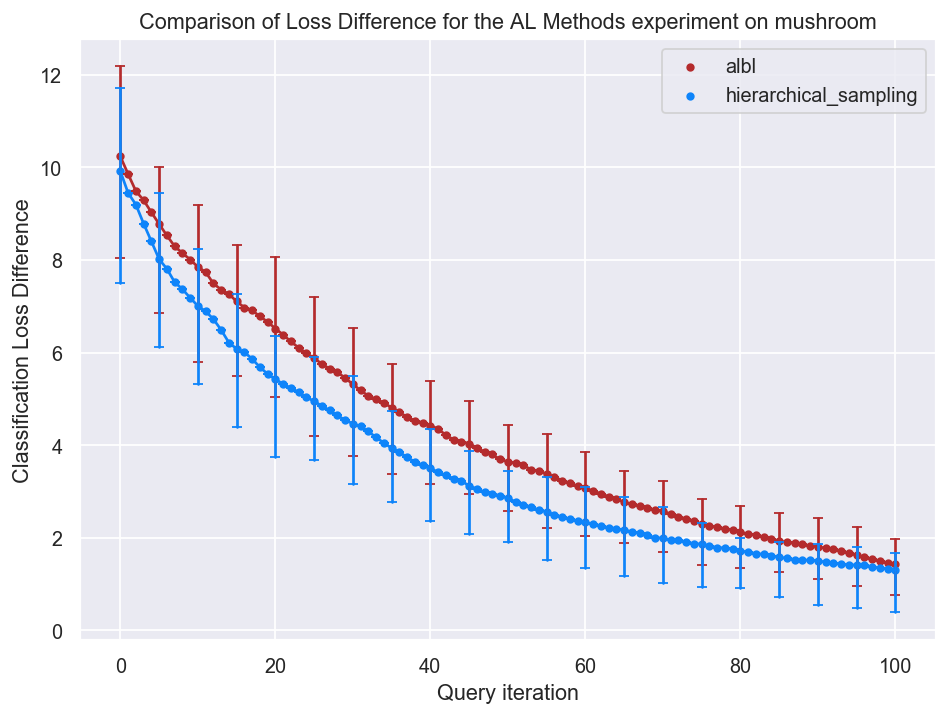 Comparison of Loss Difference for the AL Methods experiment on mushroom
albl
hierarchical_sampling
Classification Loss Difference
12
10
8
6
4
2
0
0 20 40 60 80 100
Query iteration